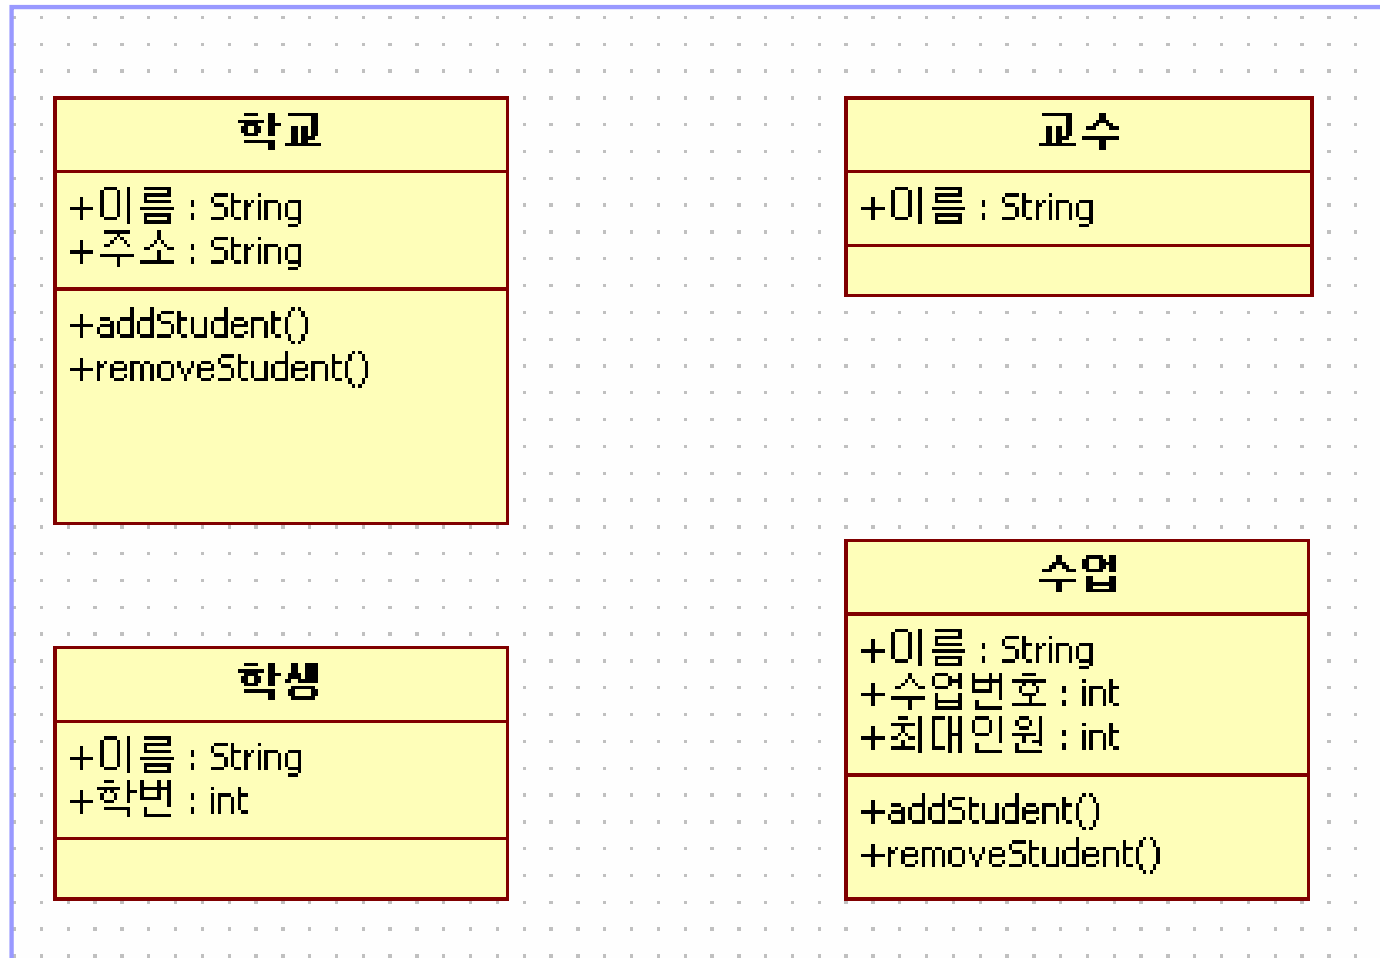 학교
+이름 : String
+주소 : String
+addStudent()
+removeStudent()
교수
+이름 : String
학생
+이름 : String
+학번 : int
수업
+이름 : String
+수업번호 : int
+최대인원 : int
+addStudent()
+removeStudent()